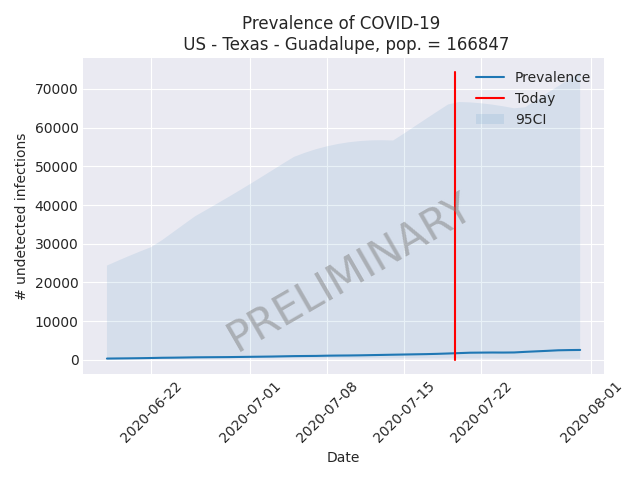 Prevalence of COVID-19
US - Texas - Guadalupe, pop. = 166847
Prevalence
Today
95CI
# undetected infections
70000
60000
50000
40000
30000
20000
10000
0
PRELIMINARY
2020-06-22
2020-07-01
2020-07-08
2020-07-15
2020-07-22
2020-08-01
Date